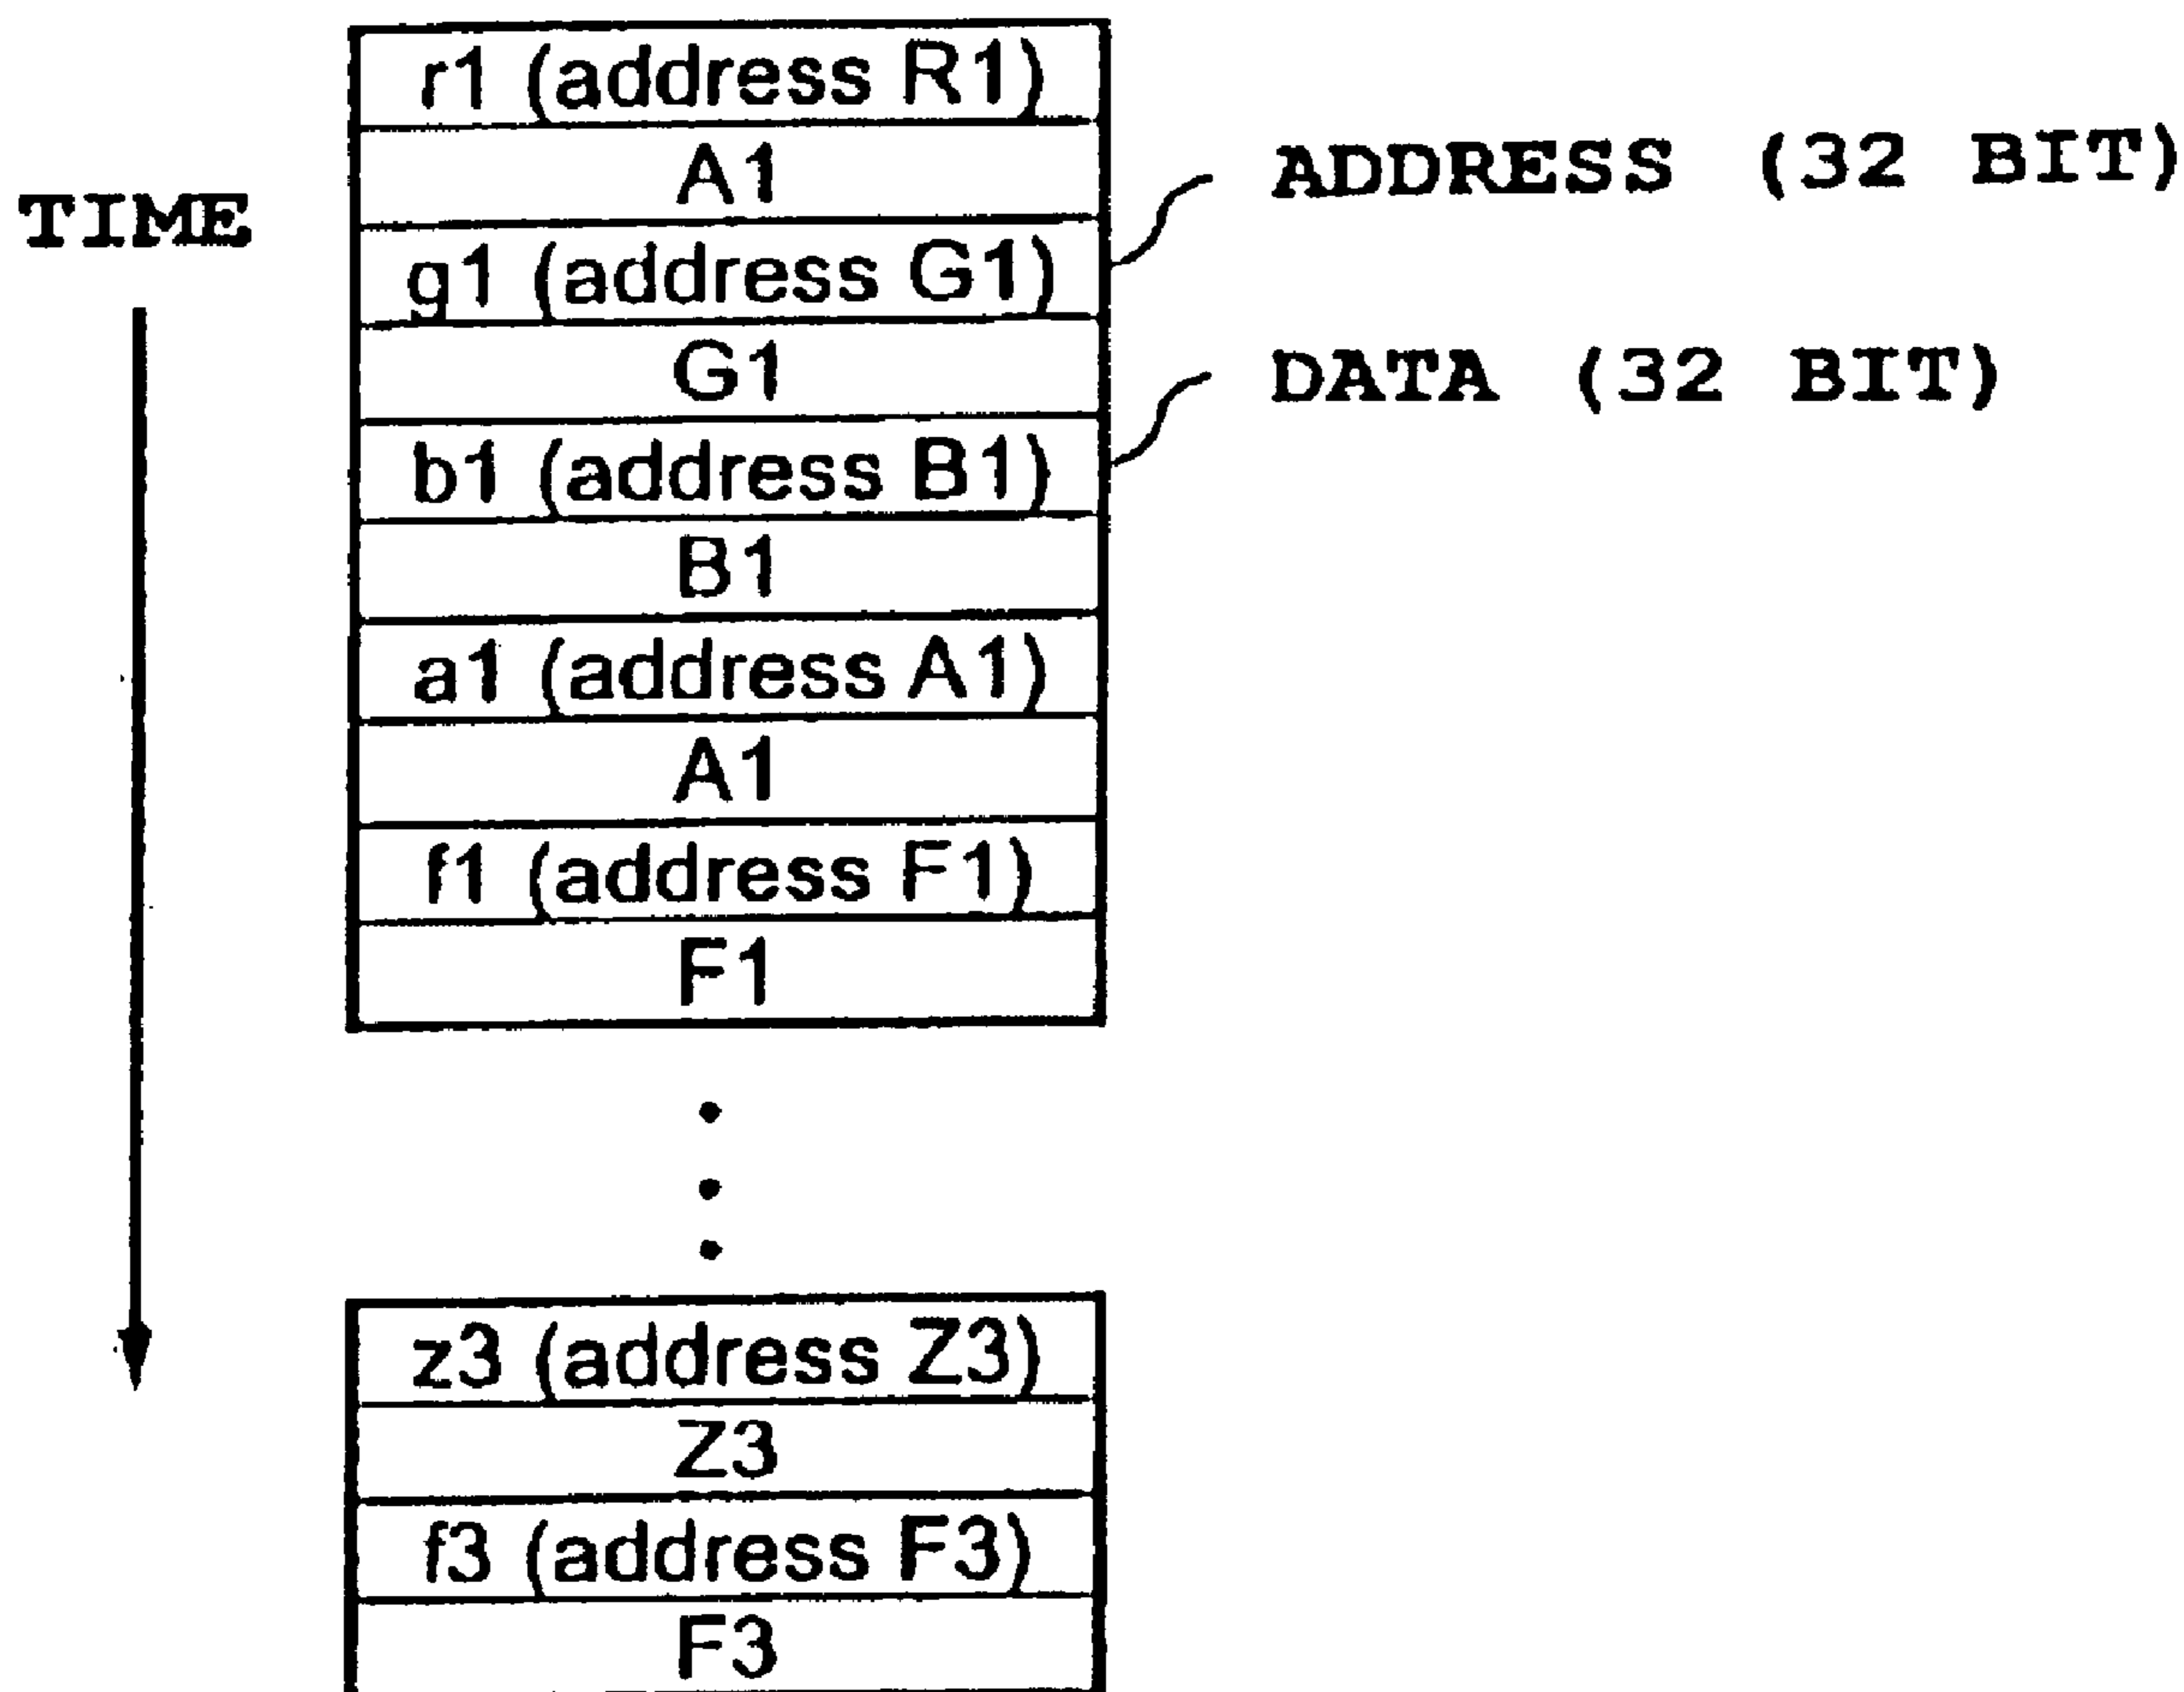 r1 (address R1)
A1
ADDRESS (32 BIT)
TIME
g1 (address G1)
G1
DATA (32 BIT)
b1 (address B1)
B1
a1 (address A1)
A1
f1 (address F1)
F1
z3 (address Z3)
Z3
f3 (address F3)
F3